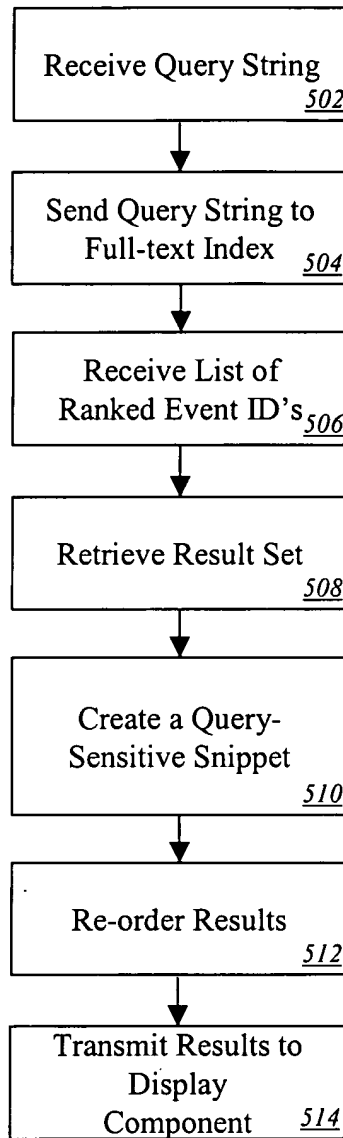 Receive Query String
502
Send Query String to
Full-text Index
504
Receive List of
Ranked Event ID's
506
Retrieve Result Set
508
Create a Query-
Sensitive Snippet
510
Re-order Results
512
Transmit Results to
Display
Component
514